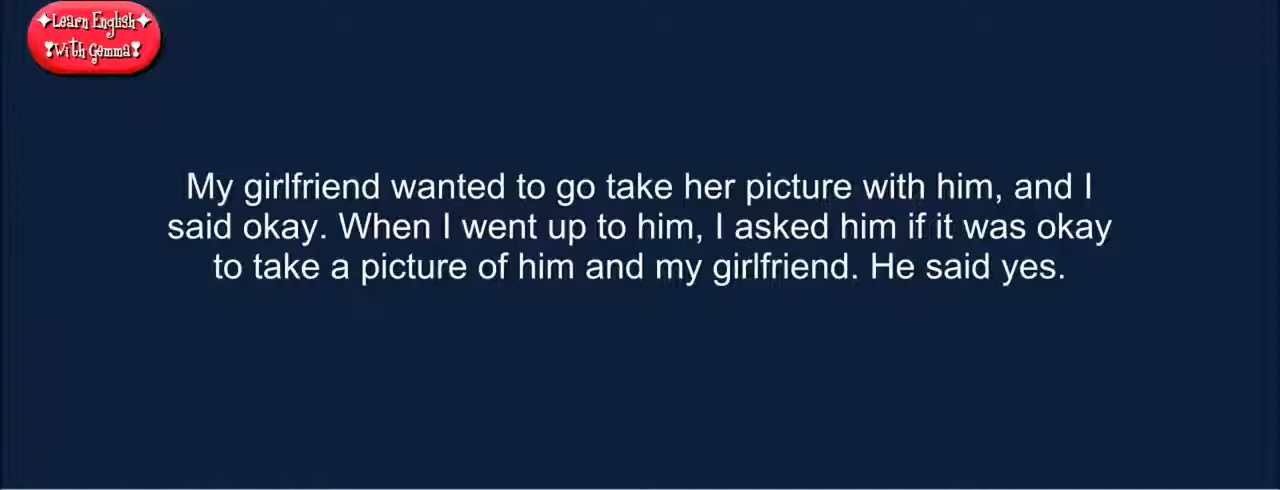 Learn English
With Gemma
My girlfriend wanted to go take her picture with him, and I
said okay. When I went up to him, I asked him if it was okay
to take a picture of him and my girlfriend. He said yes.